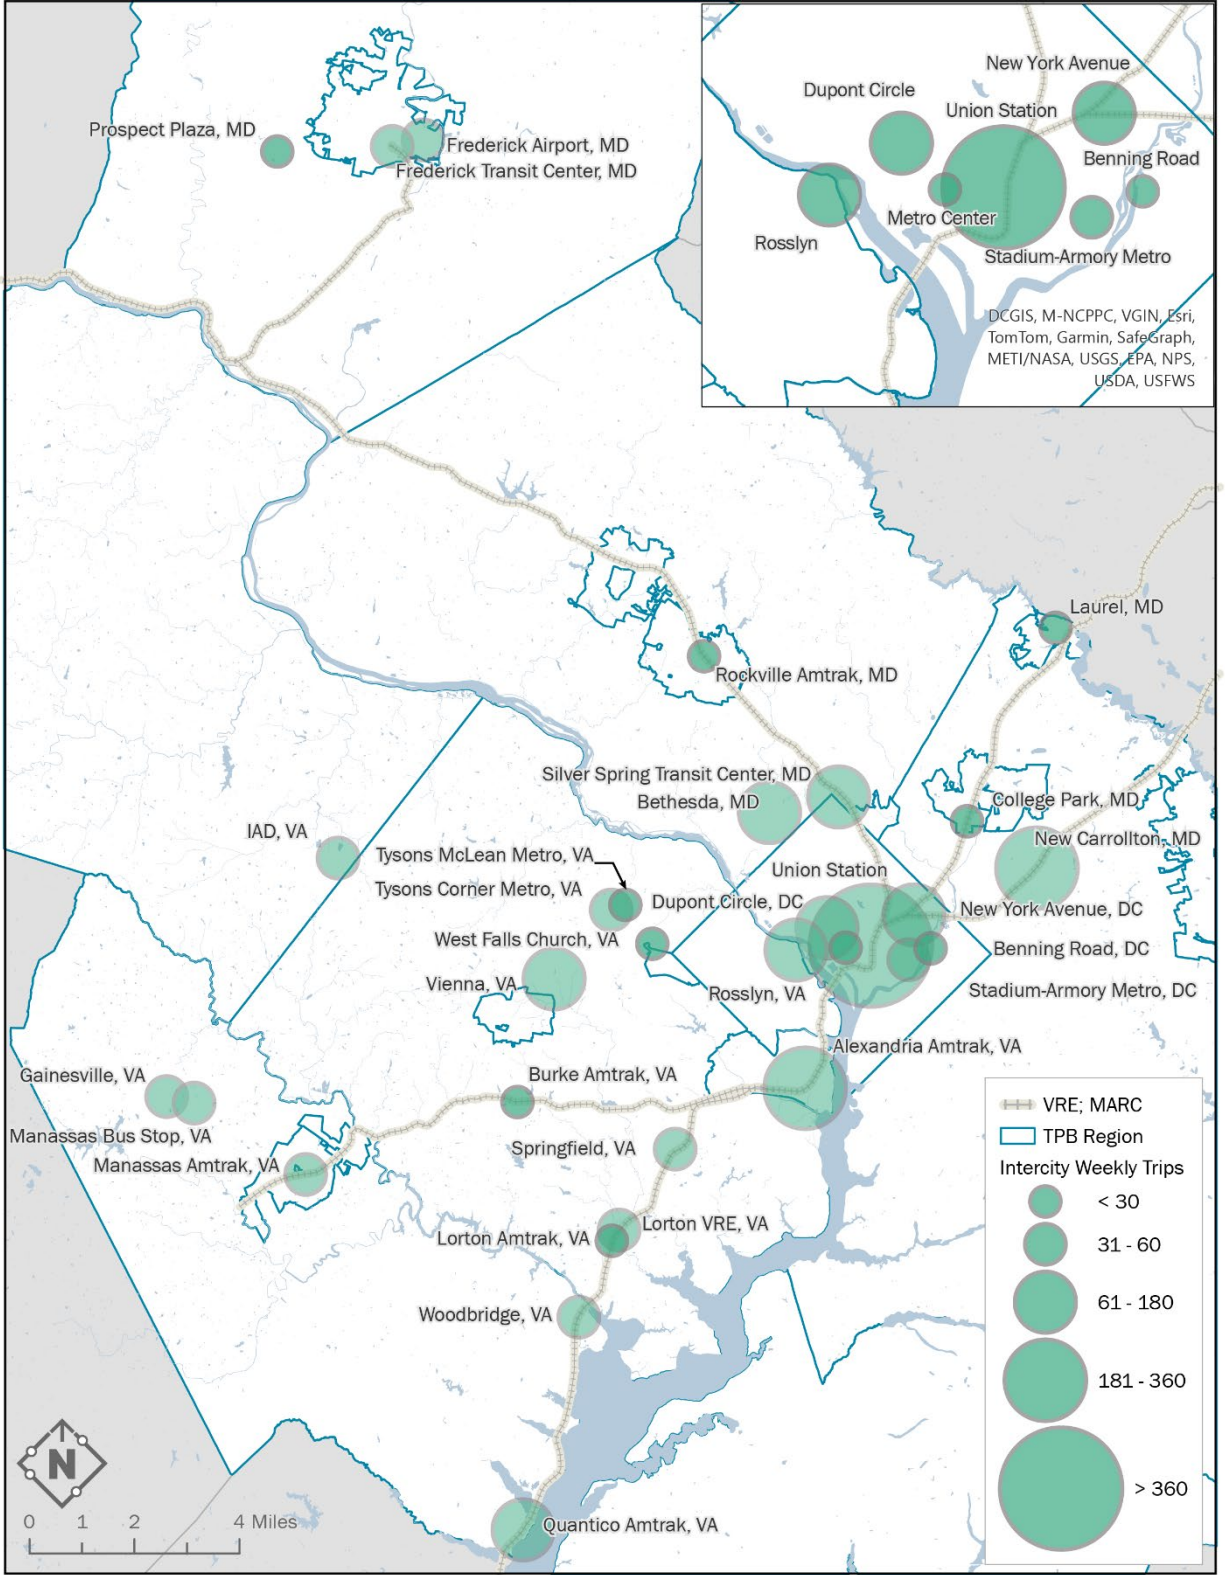 New York Avenue
Dupont Circle
Union Station
Benning Road
Metro Center
Rosslyn
Stadium-Armory Metro
DCGIS, M-NCPPC, VGIN, Esri,
TomTom, Garmin, SafeGraph,
METI/NASA, USGS, EPA, NPS,
USDA, USFWS
Prospect Plaza, MD
Frederick Airport, MD
Frederick Transit Center, MD
Laurel, MD
Rockville Amtrak, MD
Silver Spring Transit Center, MD
Bethesda, MD
College Park, MD
IAD, VA
New Carrollton, MD
Tysons McLean Metro, VA
Union Station
Tysons Corner Metro, VA
Dupont Circle, DC
New York Avenue, DC
West Falls Church, VA
Benning Road, DC
Vienna, VA
Rosslyn, VA
Stadium-Armory Metro, DC
Alexandria Amtrak, VA
Gainesville, VA
Burke Amtrak, VA
Manassas Bus Stop, VA
Springfield, VA
Manassas Amtrak, VA
Lorton VRE, VA
Lorton Amtrak, VA
Woodbridge, VA
Quantico Amtrak, VA
VRE; MARC
TPB Region
Intercity Weekly Trips
< 30
31 - 60
61 - 180
181 - 360
> 360
N
0 1 2 4 Miles